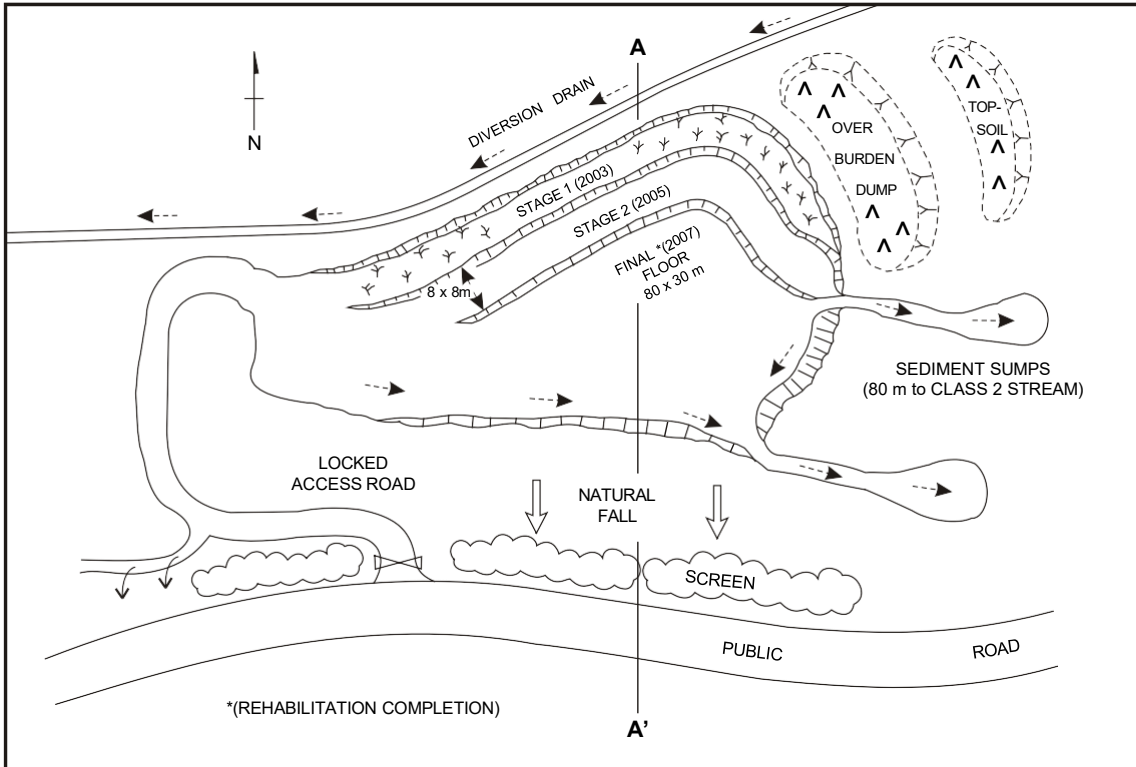 A
DIVERSION DRAIN
N
OVER
BURDEN
DUMP
TOP-
SOIL
STAGE 1 (2003)
STAGE 2 (2005)
FINAL *(2007)
FLOOR
80 x 30 m
8 x 8m
SEDIMENT SUMPS
(80 m to CLASS 2 STREAM)
LOCKED
ACCESS ROAD
NATURAL
FALL
SCREEN
PUBLIC ROAD
*(REHABILITATION COMPLETION)
A'